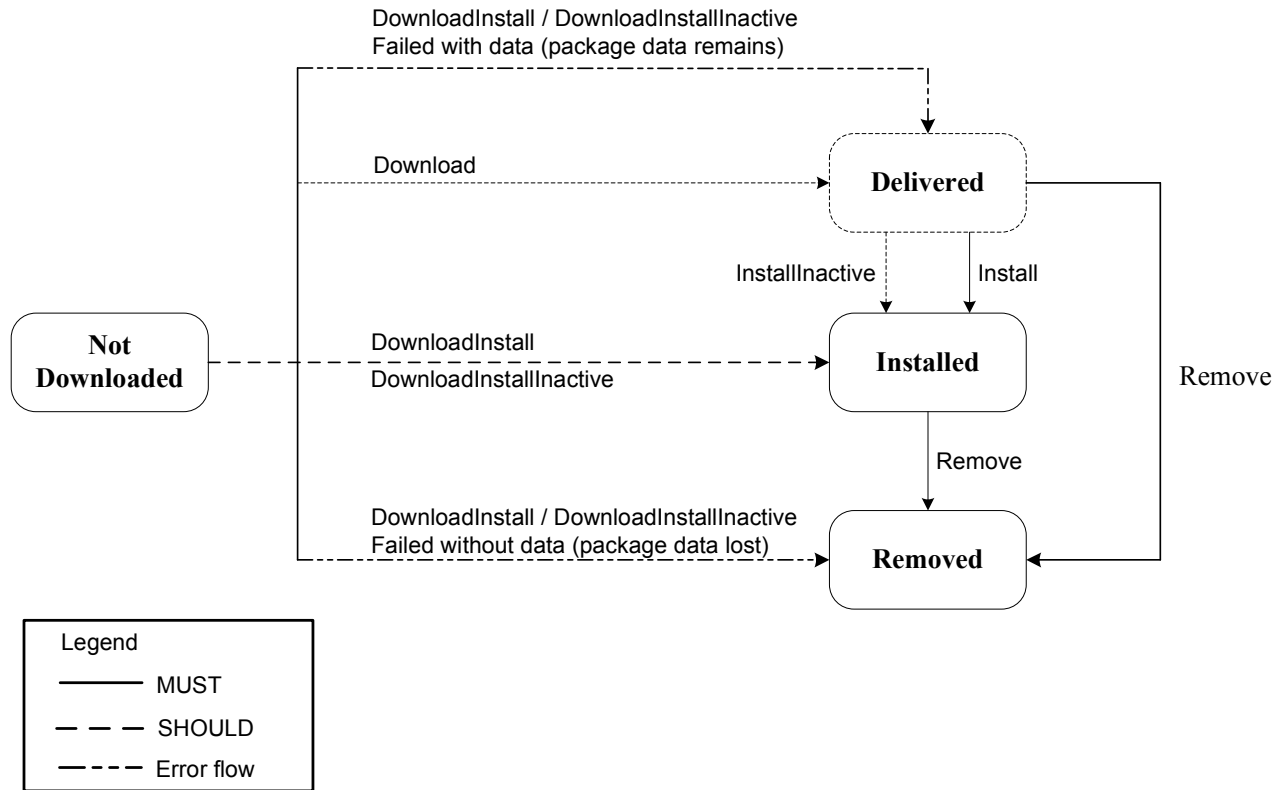 DownloadInstall / DownloadInstallInactive
Failed with data (package data remains)
Download
Delivered
InstallInactive
Install
Not
Downloaded
DownloadInstall
DownloadInstallInactive
Installed
Remove
Remove
DownloadInstall / DownloadInstallInactive
Failed without data (package data lost)
Removed
Legend
MUST
SHOULD
Error flow